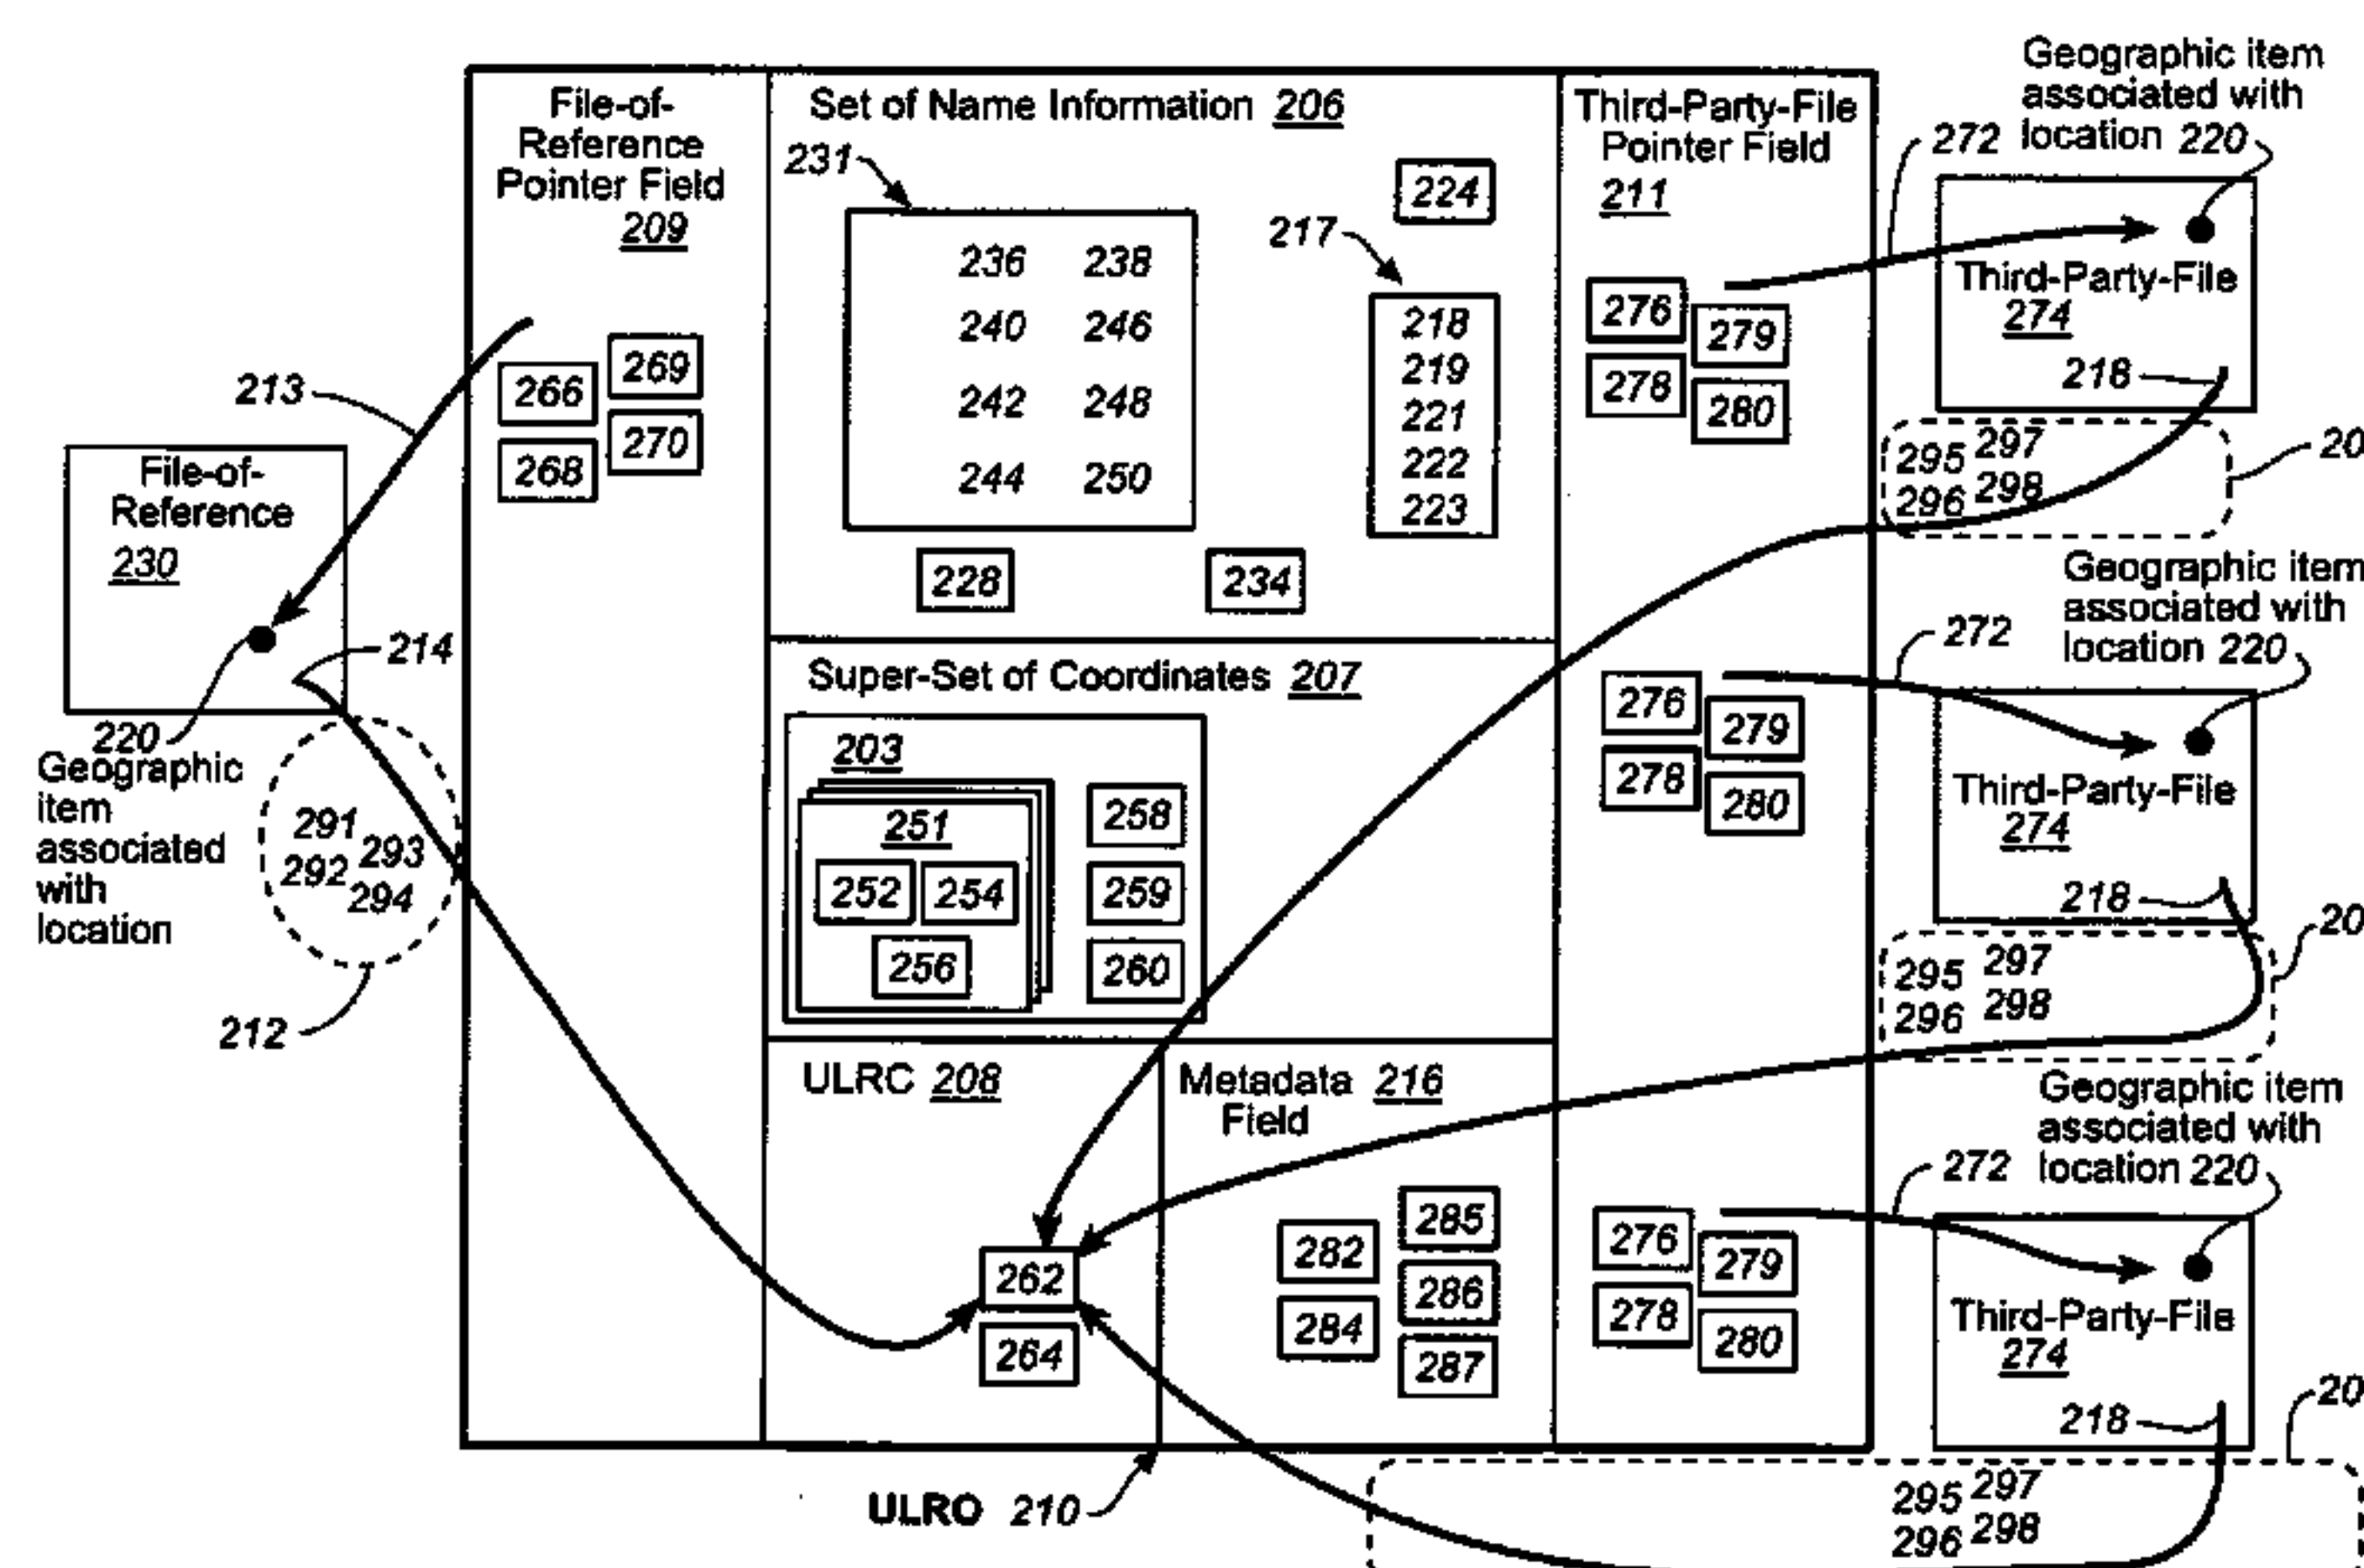 File-of-
Reference
Pointer Field
209
Set of Name Information 206
231
236 238
240 246
242 248
244 250
224
217
218
219
221
222
223
228
234
Third-Party-File
Pointer Field
211
Geographic item
associated with
location 220
272
276
279
278
280
Third-Party-File
274
218
295 297
296 298
20
213
266
269
268
270
File-of-
Reference
230
214
220
Geographic
item
associated
with
location
291
293
292
294
212
Super-Set of Coordinates 207
203
251
252 254
256
258
259
260
Geographic item
associated with
location 220
272
276
279
278
280
Third-Party-File
274
218
295 297
296 298
20
ULRC 208
262
264
Metadata 216
Field
282
284
285
286
287
Geographic item
associated with
location 220
272
276
279
278
280
Third-Party-File
274
218
20
295 297
296 298
ULRO 210